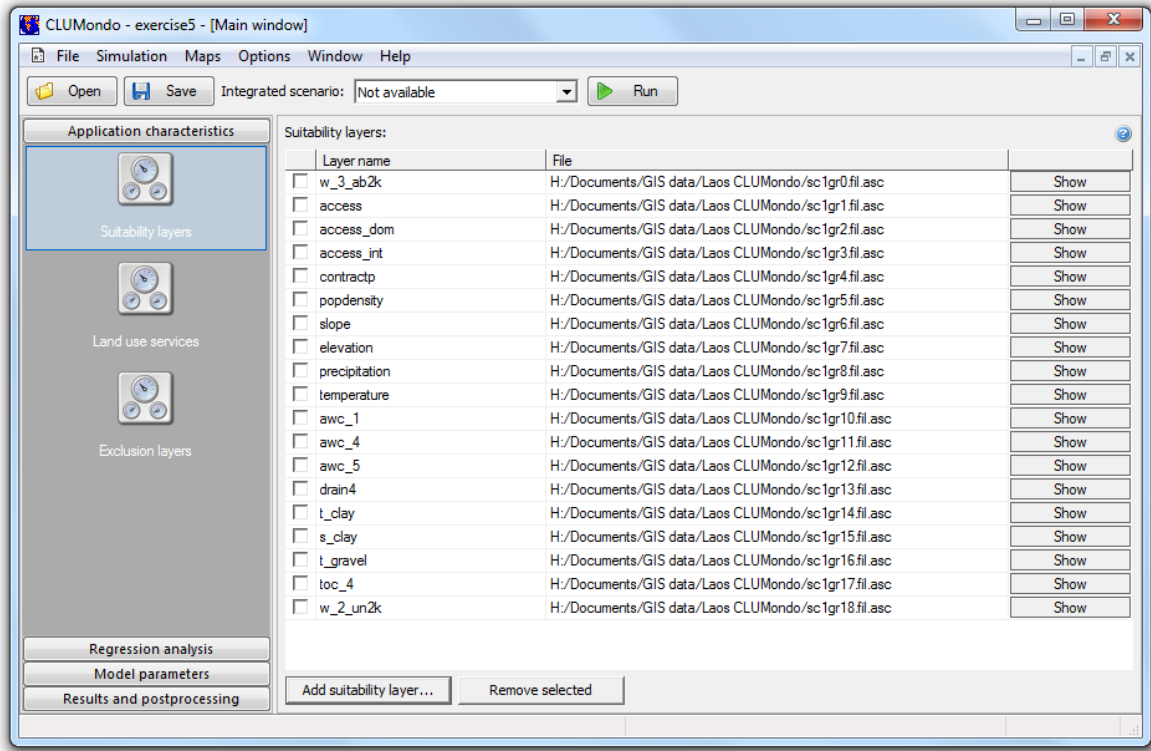 CLUMondo - exercise5 - [Main window]
File Simulation Maps Options Window Help
Open Save Integrated scenario: Not available Run
Application characteristics
Suitability layers
Land use services
Exclusion layers
Regression analysis
Model parameters
Results and postprocessing
Suitability layers:
Layer name File
w_3_ab2k H:/Documents/GIS data/Laos CLUMondo/sc1gr0.fil.asc Show
access H:/Documents/GIS data/Laos CLUMondo/sc1gr1.fil.asc Show
access_dom H:/Documents/GIS data/Laos CLUMondo/sc1gr2.fil.asc Show
access_int H:/Documents/GIS data/Laos CLUMondo/sc1gr3.fil.asc Show
contractp H:/Documents/GIS data/Laos CLUMondo/sc1gr4.fil.asc Show
popdensity H:/Documents/GIS data/Laos CLUMondo/sc1gr5.fil.asc Show
slope H:/Documents/GIS data/Laos CLUMondo/sc1gr6.fil.asc Show
elevation H:/Documents/GIS data/Laos CLUMondo/sc1gr7.fil.asc Show
precipitation H:/Documents/GIS data/Laos CLUMondo/sc1gr8.fil.asc Show
temperature H:/Documents/GIS data/Laos CLUMondo/sc1gr9.fil.asc Show
awc_1 H:/Documents/GIS data/Laos CLUMondo/sc1gr10.fil.asc Show
awc_4 H:/Documents/GIS data/Laos CLUMondo/sc1gr11.fil.asc Show
awc_5 H:/Documents/GIS data/Laos CLUMondo/sc1gr12.fil.asc Show
drain4 H:/Documents/GIS data/Laos CLUMondo/sc1gr13.fil.asc Show
t_clay H:/Documents/GIS data/Laos CLUMondo/sc1gr14.fil.asc Show
s_clay H:/Documents/GIS data/Laos CLUMondo/sc1gr15.fil.asc Show
t_gravel H:/Documents/GIS data/Laos CLUMondo/sc1gr16.fil.asc Show
toc_4 H:/Documents/GIS data/Laos CLUMondo/sc1gr17.fil.asc Show
w_2_un2k H:/Documents/GIS data/Laos CLUMondo/sc1gr18.fil.asc Show
Add suitability layer... Remove selected